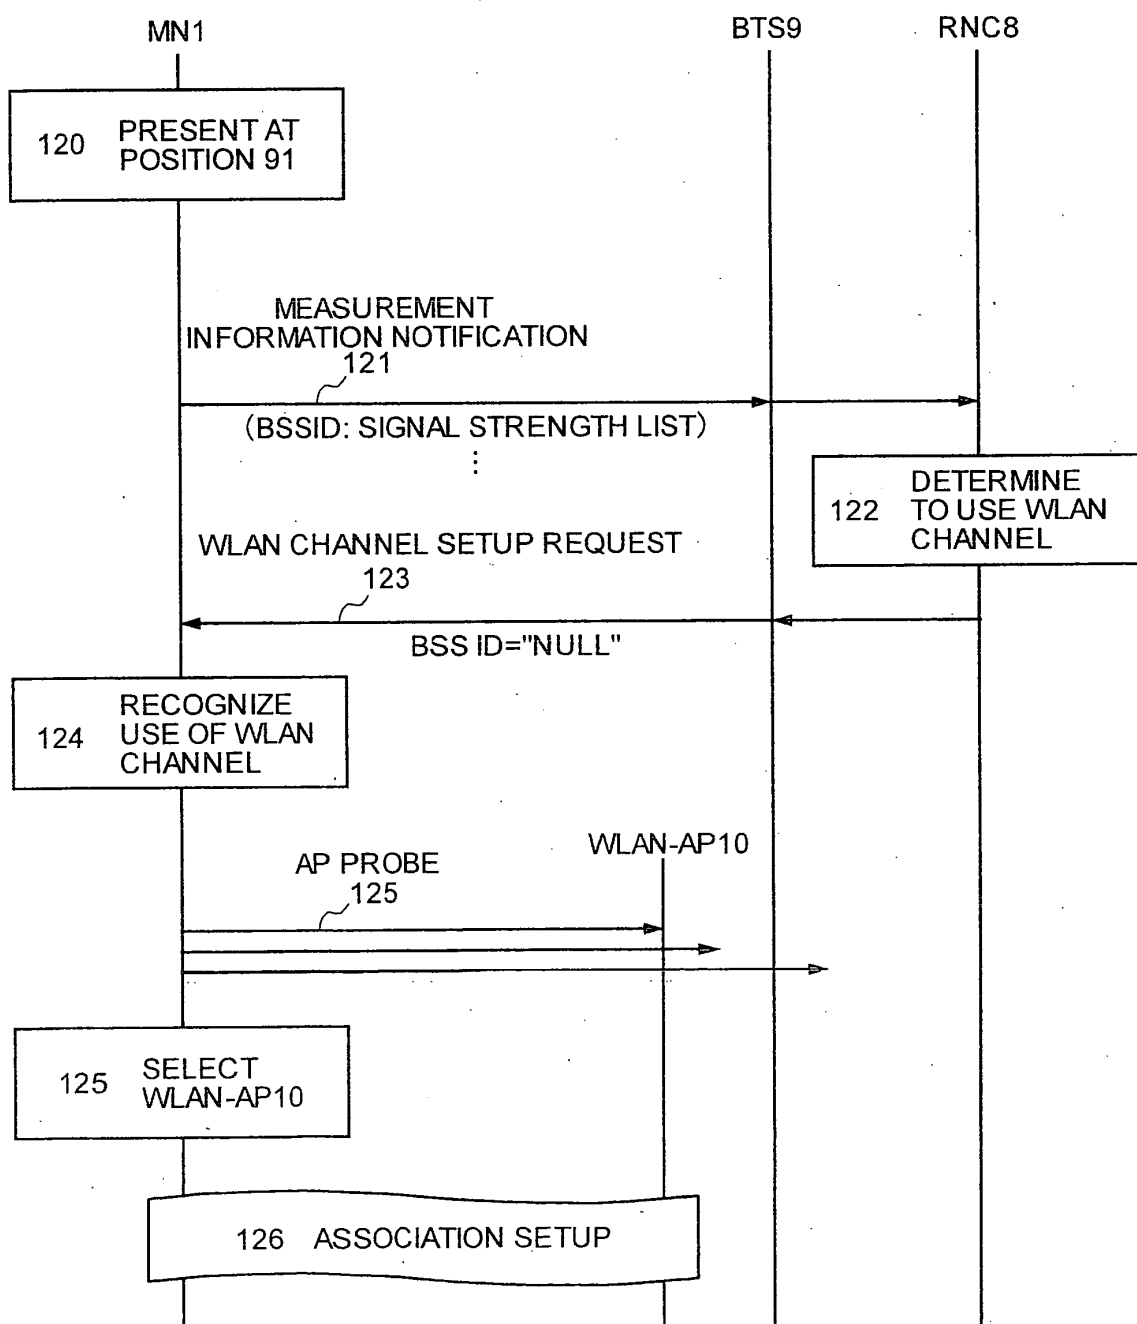 MN1
BTS9
RNC8
120
PRESENT AT
POSITION 91
MEASUREMENT
INFORMATION NOTIFICATION
121
(BSSID: SIGNAL STRENGTH LIST)
122
DETERMINE
TO USE WLAN
CHANNEL
WLAN CHANNEL SETUP REQUEST
123
BSS ID="NULL"
124
RECOGNIZE
USE OF WLAN
CHANNEL
WLAN-AP10
AP PROBE
125
125
SELECT
WLAN-AP10
126 ASSOCIATION SETUP